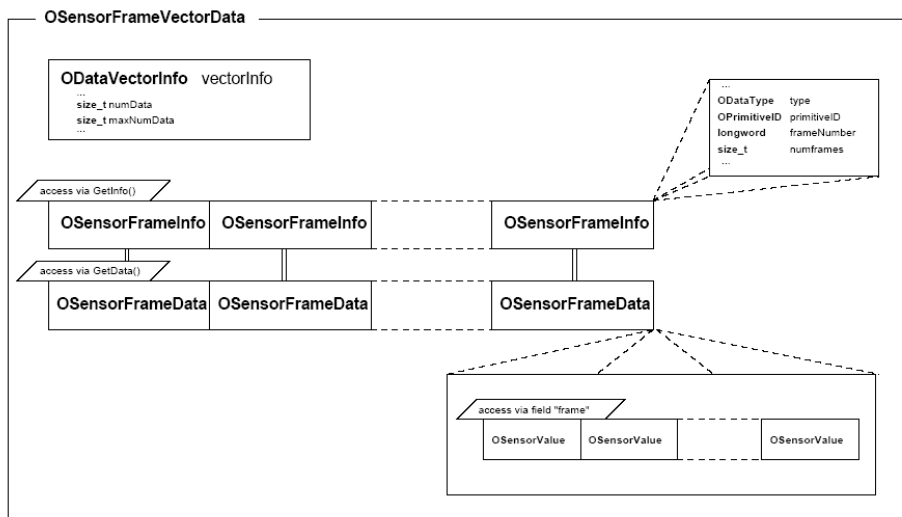 OSensorFrameVectorData
ODataVectorInfo vectorInfo
...
size_t numData
size_t maxNumData
...
...
ODataType type
OPrimitiveID primitiveID
longword frameNumber
size_t numframes
...
access via GetInfo()
OSensorFrameInfo OSensorFrameInfo OSensorFrameInfo
access via GetData()
OSensorFrameData OSensorFrameData OSensorFrameData
access via field "frame"
OSensorValue OSensorValue OSensorValue